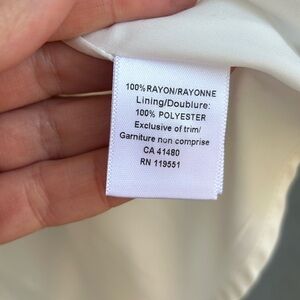 100% RAYON/RAYONNE
Lining/Doublure:
100% POLYESTER
Exclusive of trim/
Garniture non comprise
CA 41480
RN 119551